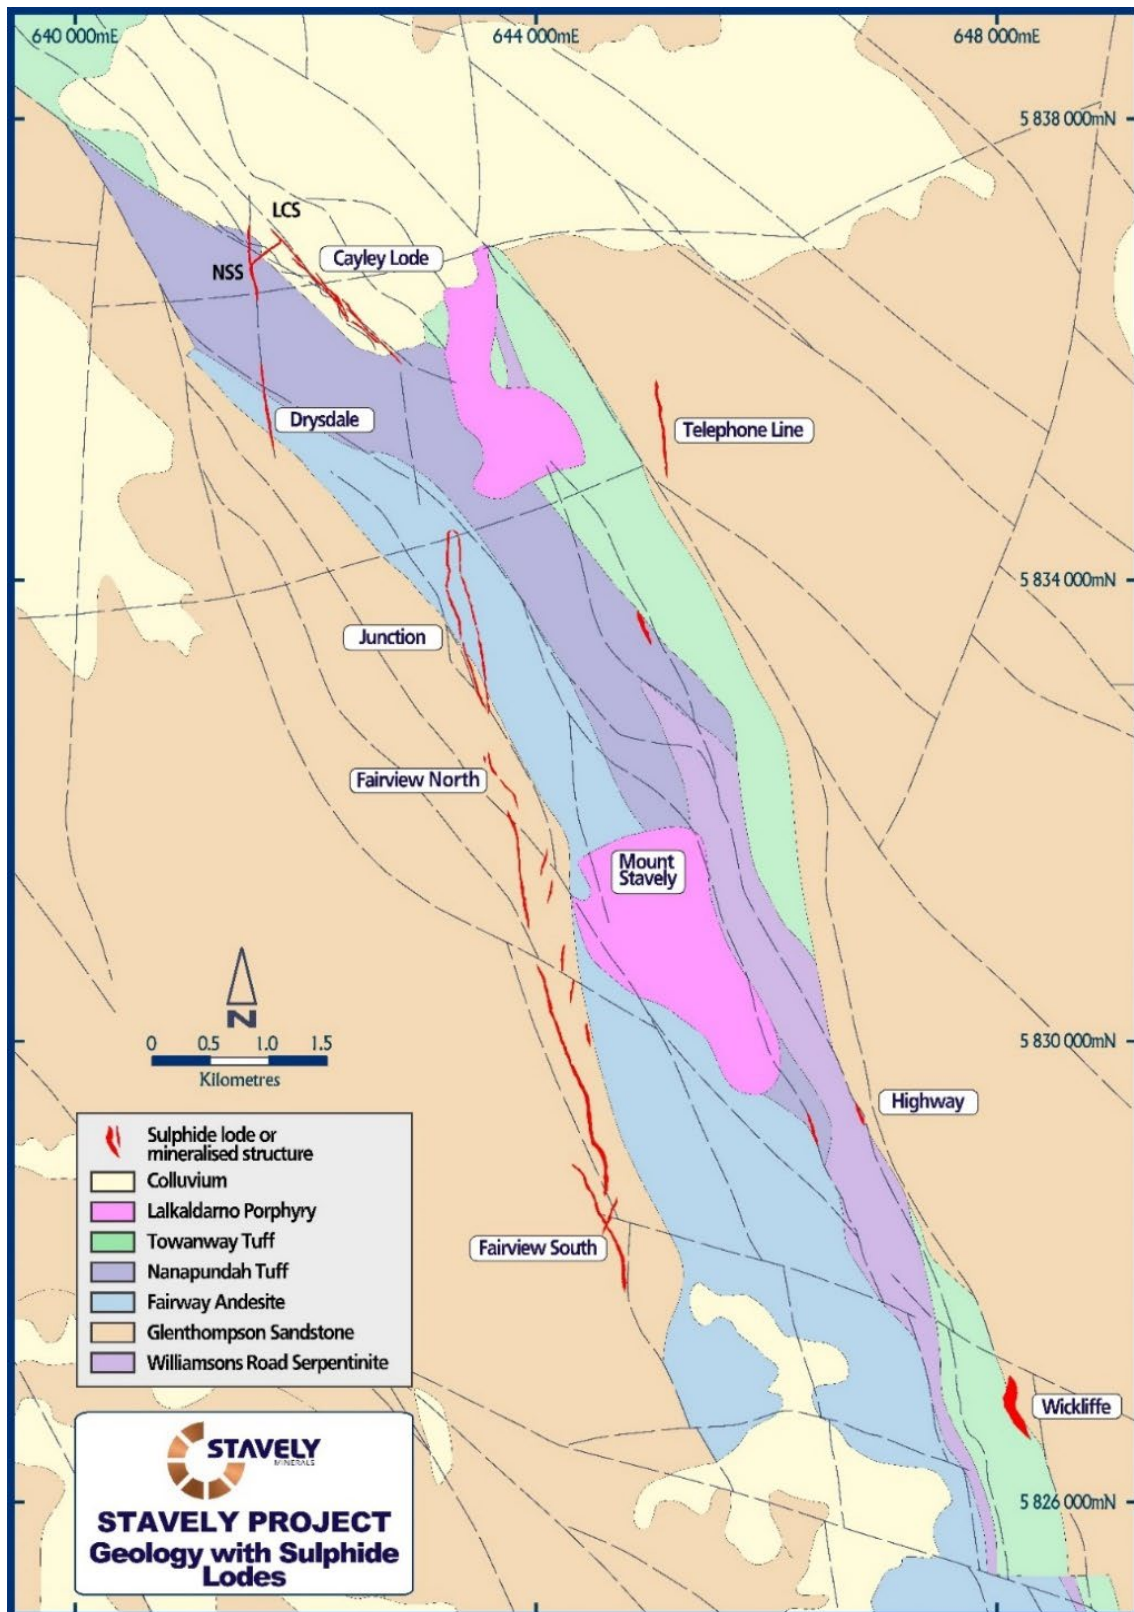 640 000mE
644 000mE
648 000mE
5 838 000mN
LCS
Cayley Lode
NSS
Drysdale
Telephone Line
5 834 000mN
Junction
Fairview North
Mount
Stavely
N
0 0.5 1.0 1.5
Kilometres
5 830 000mN
Highway
Sulphide lode or
mineralised structure
Colluvium
Lalkaldarno Porphyry
Towanway Tuff
Nanapundah Tuff
Fairway Andesite
Glenthompson Sandstone
Williamsons Road Serpentinite
Fairview South
Wickliffe
5 826 000mN
STAVELY
MINERALS
STAVELY PROJECT
Geology with Sulphide
Lodes